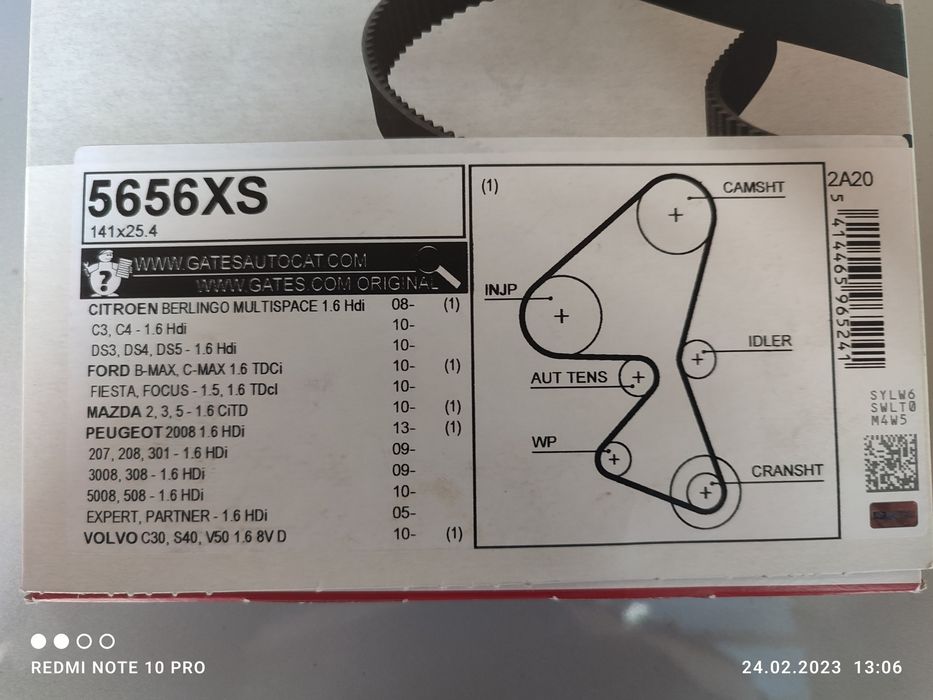 5656XS
141x25.4
WWW.GATESAUTOCAT.COM
WWW.GATES.COM ORIGINAL
CITROEN BERLINGO MULTISPACE 1.6 Hdi 08- (1)
C3, C4 - 1.6 Hdi 10-
DS3, DS4, DS5 - 1.6 Hdi 10-
FORD B-MAX, C-MAX 1.6 TDCi 10- (1)
FIESTA, FOCUS - 1.5, 1.6 TDcI 10-
MAZDA 2, 3, 5 - 1.6 CiTD 10- (1)
PEUGEOT 2008 1.6 HDi 13- (1)
207, 208, 301 - 1.6 HDi 09-
3008, 308 - 1.6 HDi 09-
5008, 508 - 1.6 HDi 10-
EXPERT, PARTNER - 1.6 HDi 05-
VOLVO C30, S40, V50 1.6 8V D 10- (1)
(1)
CAMSHT
INJP
IDLER
AUT TENS
WP
CRANSHT
2A20
5 414465 965241
SYLW6
SWLT0
M4W5
REDMI NOTE 10 PRO
24.02.2023 13:06